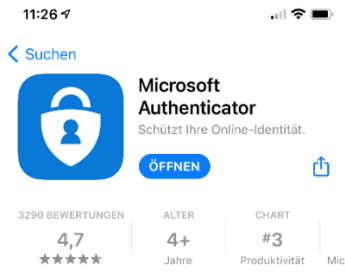 11:26
Suchen
Microsoft
Authenticator
Schützt Ihre Online-Identität.
ÖFFNEN
3290 BEWERTUNGEN ALTER CHART
4,7 4+ #3
Jahre Produktivität Mic